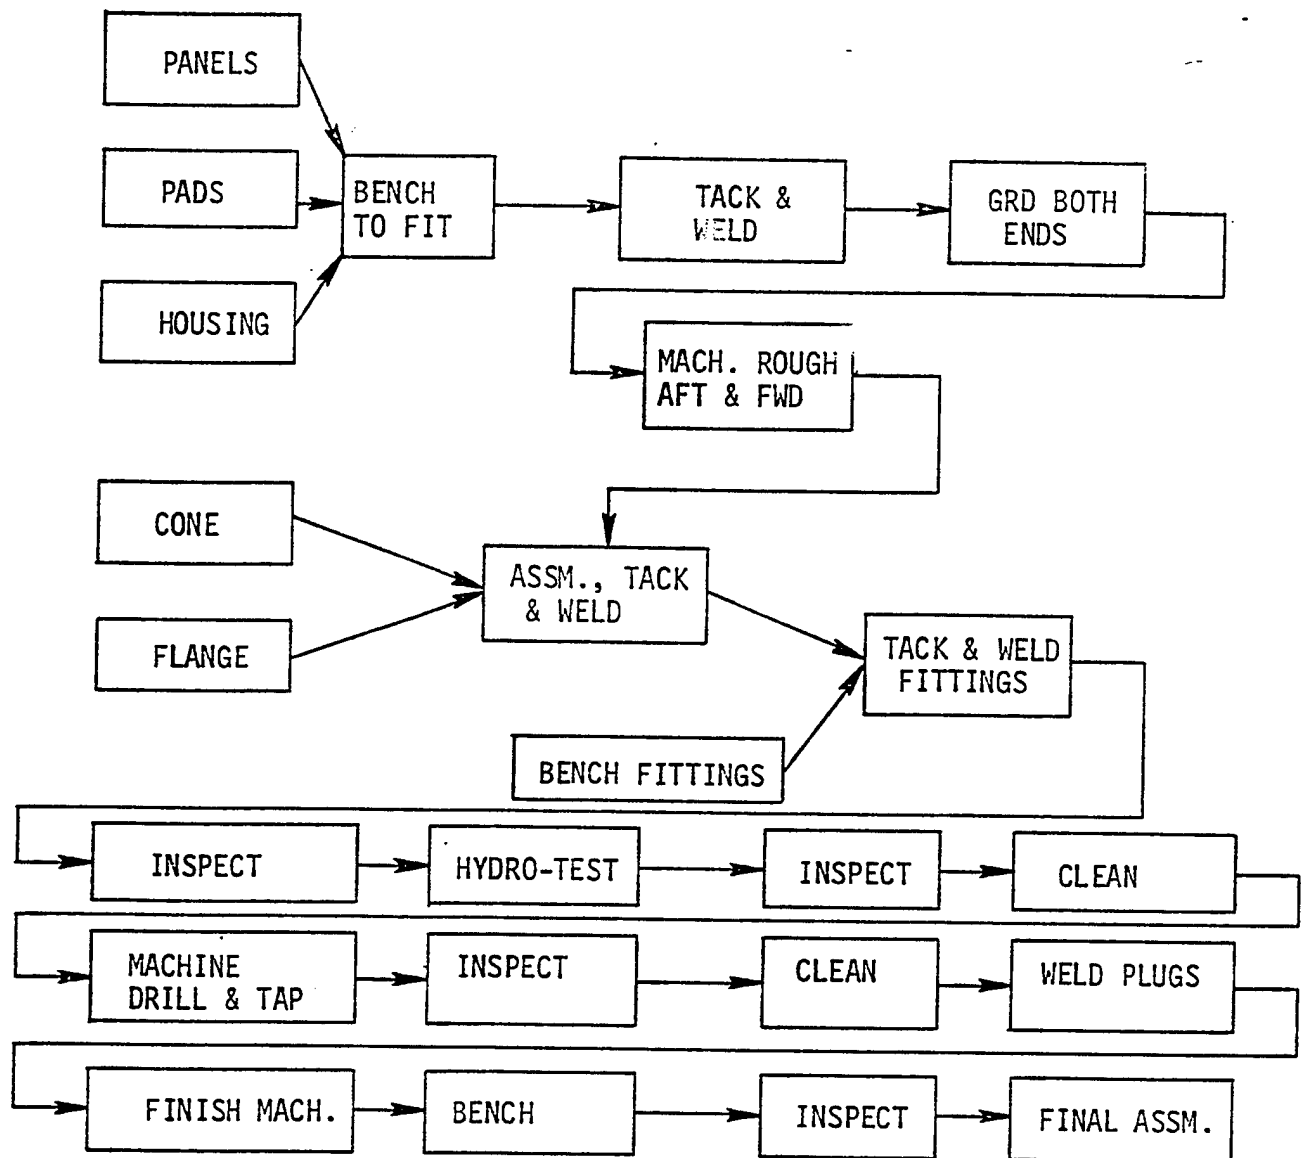 PANELS
PADS
HOUSING
BENCH
TO FIT
TACK &
WELD
GRD BOTH
ENDS
MACH. ROUGH
AFT & FWD
CONE
FLANGE
ASSM., TACK
& WELD
TACK & WELD
FITTINGS
BENCH FITTINGS
INSPECT
HYDRO-TEST
INSPECT
CLEAN
MACHINE
DRILL & TAP
INSPECT
CLEAN
WELD PLUGS
FINISH MACH.
BENCH
INSPECT
FINAL ASSM.